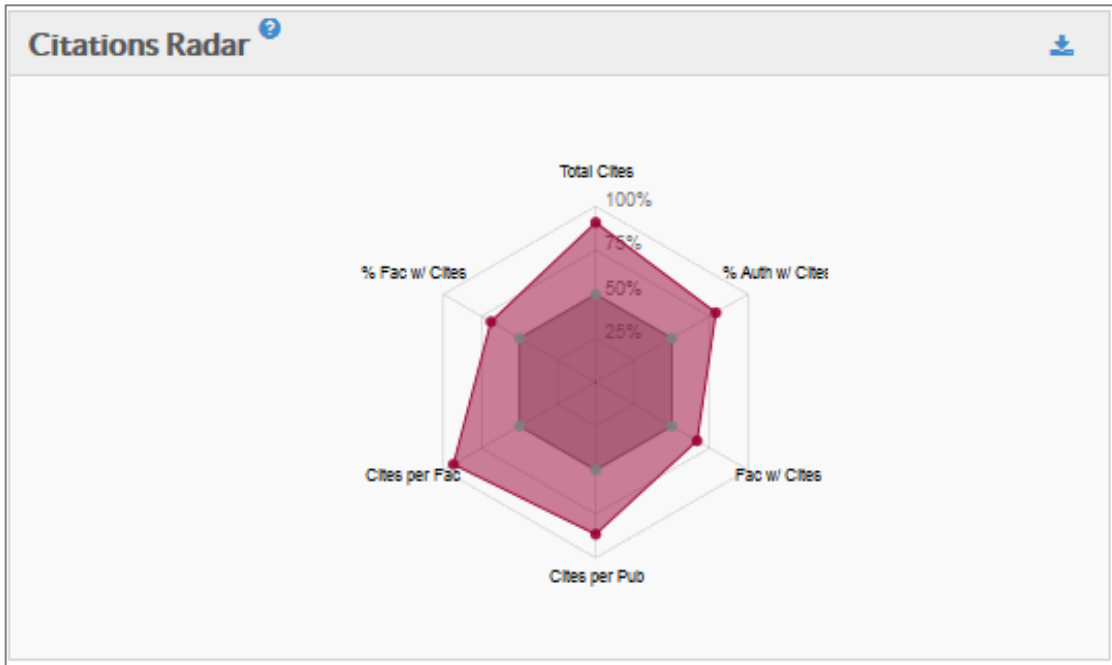 Citations Radar ?
Total Cites
100%
75%
% Fac w/ Cites
% Auth w/ Cites
50%
25%
Cites per Fac
Fac w/ Cites
Cites per Pub